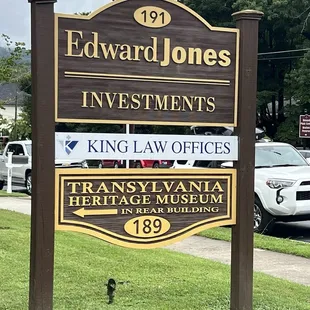 191
Edward Jones
INVESTMENTS
KING LAW OFFICES
TRANSYLVANIA
HERITAGE MUSEUM
IN REAR BUILDING
189